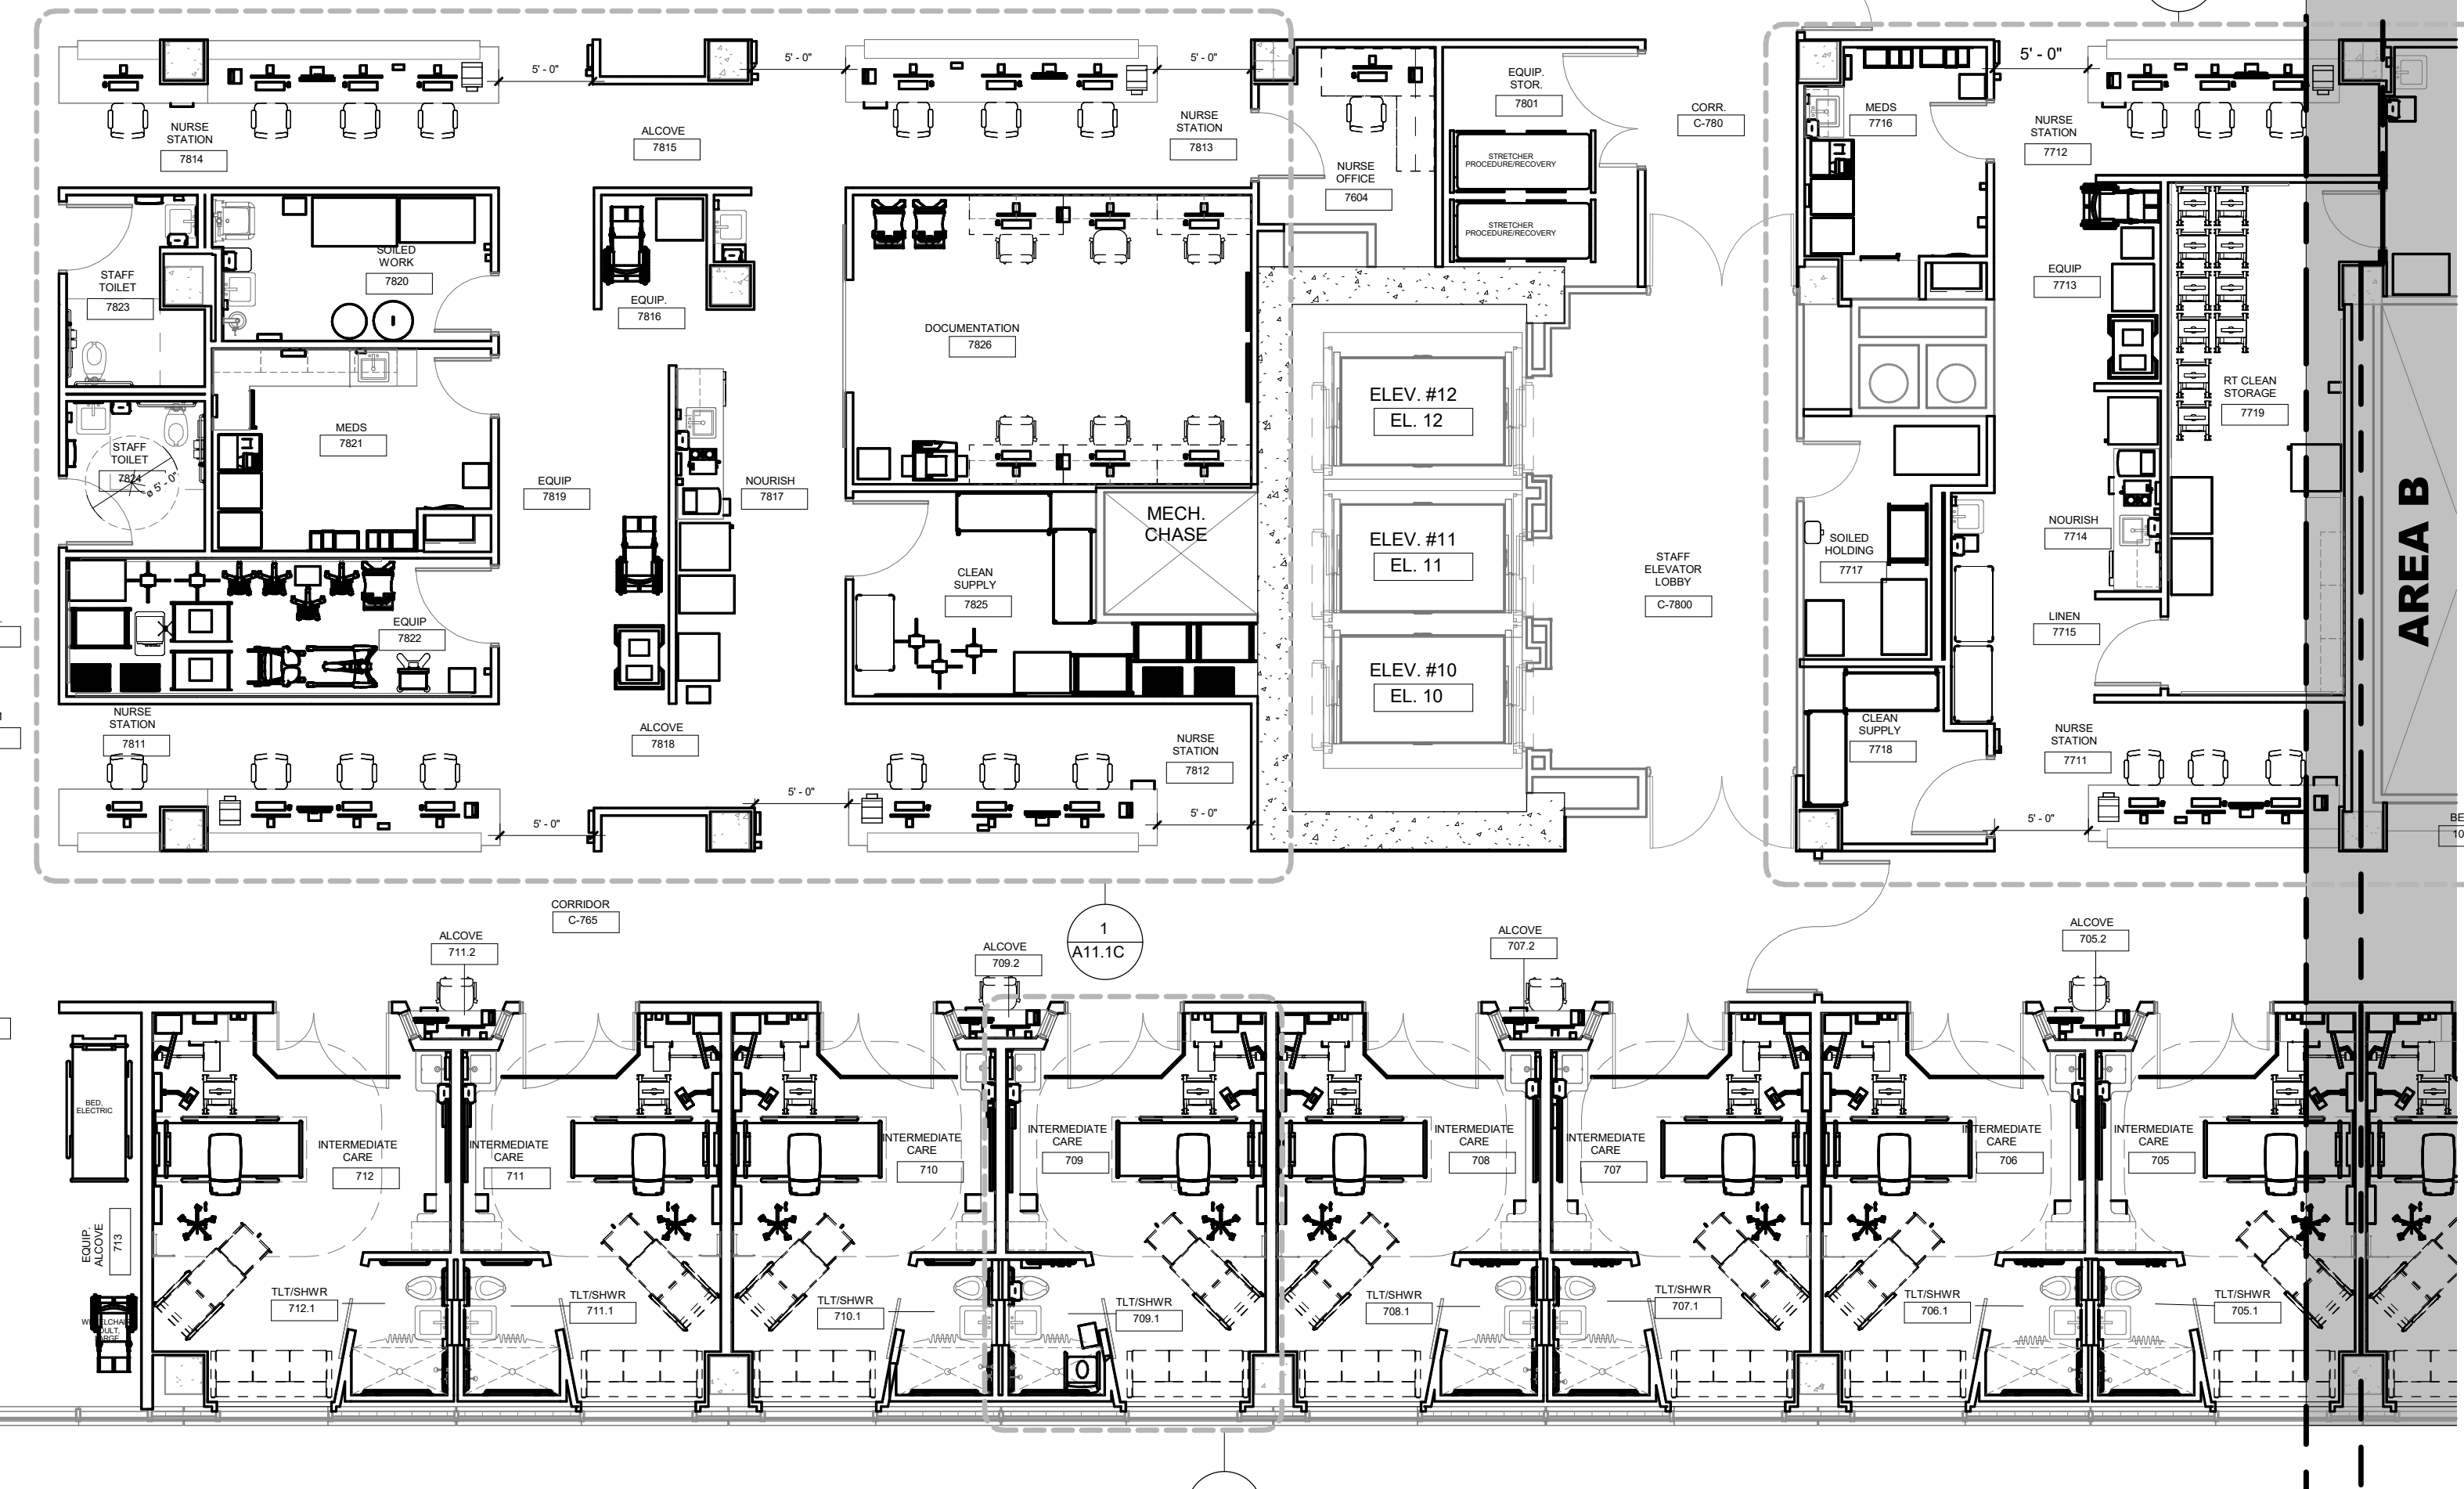 5' - 0"
5' - 0"
5' - 0"
5' - 0"
NURSE
STATION
7814
ALCOVE
7815
NURSE
STATION
7813
NURSE
OFFICE
7604
EQUIP.
STOR.
7801
STRETCHER
PROCEDURE/RECOVERY
STRETCHER
PROCEDURE/RECOVERY
CORR.
C-780
MEDS
7716
NURSE
STATION
7712
STAFF
TOILET
7823
SOILED
WORK
7820
EQUIP.
7816
DOCUMENTATION
7826
EQUIP
7713
RT CLEAN
STORAGE
7719
STAFF
TOILET
7824
ø 5' - 0"
MEDS
7821
EQUIP
7819
NOURISH
7817
MECH.
CHASE
ELEV. #12
EL. 12
ELEV. #11
EL. 11
ELEV. #10
EL. 10
STAFF
ELEVATOR
LOBBY
C-7800
SOILED
HOLDING
7717
NOURISH
7714
LINEN
7715
AREA B
EQUIP
7822
CLEAN
SUPPLY
7825
CLEAN
SUPPLY
7718
NURSE
STATION
7811
ALCOVE
7818
NURSE
STATION
7812
NURSE
STATION
7711
5' - 0"
5' - 0"
5' - 0"
5' - 0"
BE
10
CORRIDOR
C-765
1
A11.1C
ALCOVE
711.2
ALCOVE
709.2
ALCOVE
707.2
ALCOVE
705.2
BED,
ELECTRIC
INTERMEDIATE
CARE
712
INTERMEDIATE
CARE
711
INTERMEDIATE
CARE
710
INTERMEDIATE
CARE
709
INTERMEDIATE
CARE
708
INTERMEDIATE
CARE
707
INTERMEDIATE
CARE
706
INTERMEDIATE
CARE
705
EQUIP.
ALCOVE
713
TLT/SHWR
712.1
TLT/SHWR
711.1
TLT/SHWR
710.1
TLT/SHWR
709.1
TLT/SHWR
708.1
TLT/SHWR
707.1
TLT/SHWR
706.1
TLT/SHWR
705.1